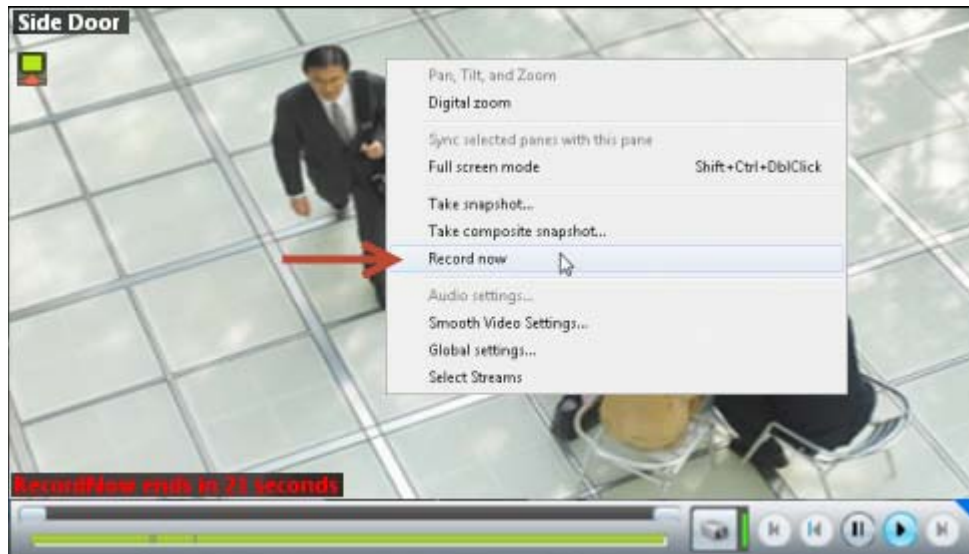 Side Door
Pan, Tilt, and Zoom
Digital zoom
Sync selected panes with this pane
Full screen mode Shift+Ctrl+DblClick
Take snapshot...
Take composite snapshot...
Record now
Audio settings...
Smooth Video Settings...
Global settings...
Select Streams
RecordNow ends in 21 seconds